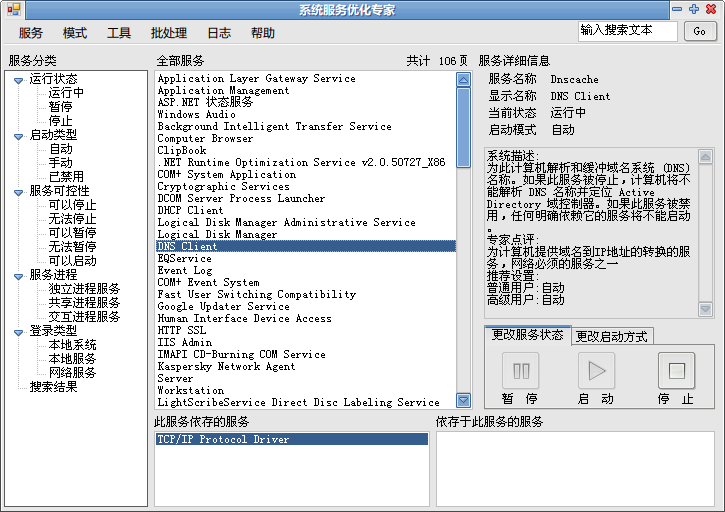 系统服务优化专家
服务 模式 工具 批处理 日志 帮助
输入搜索文本
Go
服务分类
运行状态
运行中
暂停
停止
启动类型
自动
手动
已禁用
服务可控性
可以停止
无法停止
可以暂停
无法暂停
可以启动
服务进程
独立进程服务
共享进程服务
交互进程服务
登录类型
本地系统
本地服务
网络服务
搜索结果
全部服务 共计 106 页
Application Layer Gateway Service
Application Management
ASP.NET 状态服务
Windows Audio
Background Intelligent Transfer Service
Computer Browser
ClipBook
.NET Runtime Optimization Service v2.0.50727_X86
COM+ System Application
Cryptographic Services
DCOM Server Process Launcher
DHCP Client
Logical Disk Manager Administrative Service
Logical Disk Manager
DNS Client
EQService
Event Log
COM+ Event System
Fast User Switching Compatibility
Google Updater Service
Human Interface Device Access
HTTP SSL
IIS Admin
IMAPI CD-Burning COM Service
Kaspersky Network Agent
Server
Workstation
LightScribeService Direct Disc Labeling Service
服务详细信息
服务名称 Dnscache
显示名称 DNS Client
当前状态 运行中
启动模式 自动
系统描述:
为此计算机解析和缓冲域名系统 (DNS)
名称。如果此服务被停止，计算机将不
能解析 DNS 名称并定位 Active
Directory 域控制器。如果此服务被禁
用，任何明确依赖它的服务将不能启动
。
专家点评:
为计算机提供域名到IP地址的转换的服
务，网络必须的服务之一
推荐设置:
普通用户:自动
高级用户:自动
更改服务状态 更改启动方式
暂 停 启 动 停 止
此服务依存的服务
TCP/IP Protocol Driver
依存于此服务的服务